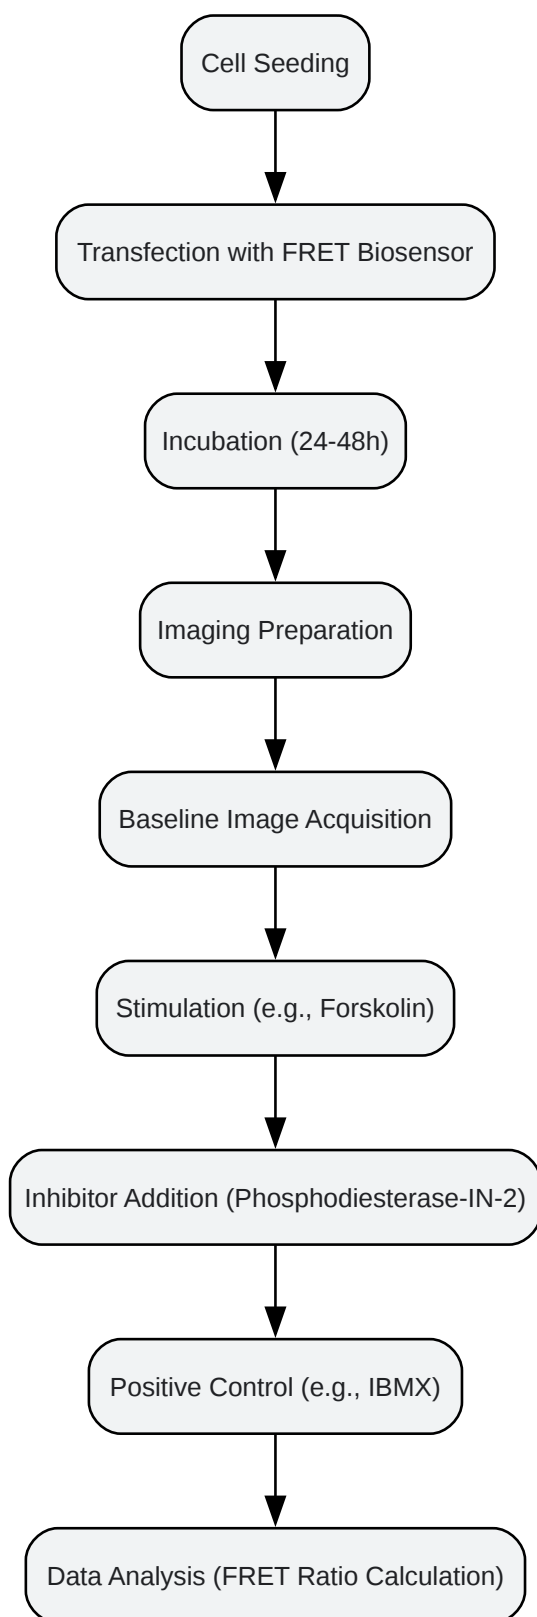 Cell Seeding
Transfection with FRET Biosensor
Incubation (24-48h)
Imaging Preparation
Baseline Image Acquisition
Stimulation (e.g., Forskolin)
Inhibitor Addition (Phosphodiesterase-IN-2)
Positive Control (e.g., IBMX)
Data Analysis (FRET Ratio Calculation)